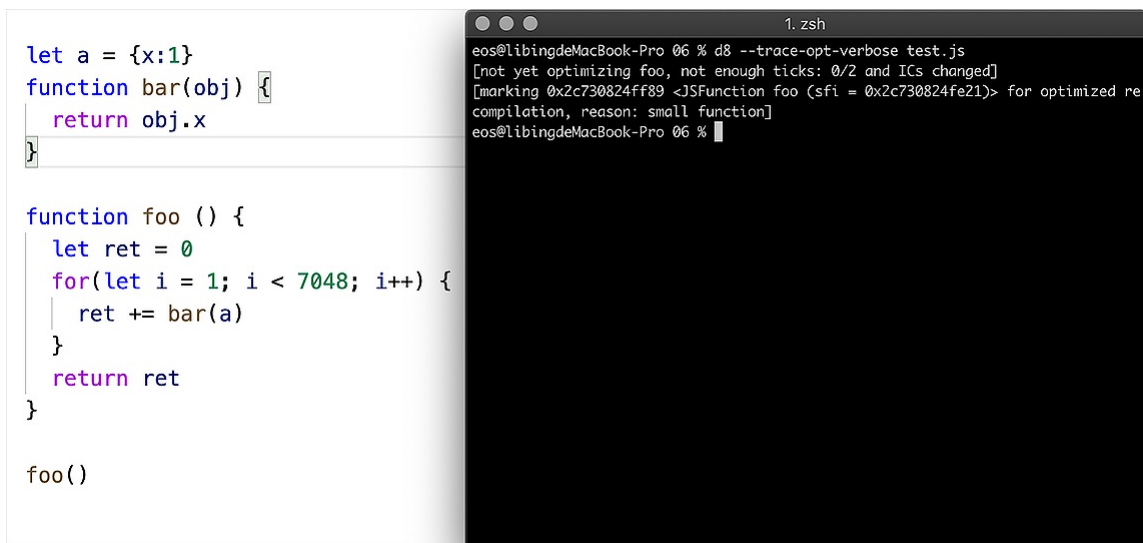 let a = {x:1}
function bar(obj) {
return obj.x
}
function foo () {
let ret = 0
for(let i = 1; i < 7048; i++) {
ret += bar(a)
}
return ret
}
foo()
1. zsh
eos@libingdeMacBook-Pro 06 % d8 --trace-opt-verbose test.js
[not yet optimizing foo, not enough ticks: 0/2 and ICs changed]
[marking 0x2c730824ff89 <JSFunction foo (sfi = 0x2c730824fe21)> for optimized re
compilation, reason: small function]
eos@libingdeMacBook-Pro 06 %